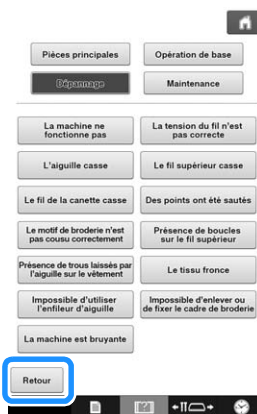 Pièces principales
Opération de base
Dépannage
Maintenance
La machine ne
fonctionne pas
La tension du fil n'est
pas correcte
L'aiguille casse
Le fil supérieur casse
Le fil de la canette casse
Des points ont été sautés
Le motif de broderie n'est
pas cousu correctement
Présence de boucles
sur le fil supérieur
Présence de trous laissés par
l'aiguille sur le vêtement
Le tissu fronce
Impossible d'utiliser
l'enfileur d'aiguille
Impossible d'enlever ou
de fixer le cadre de broderie
La machine est bruyante
Retour